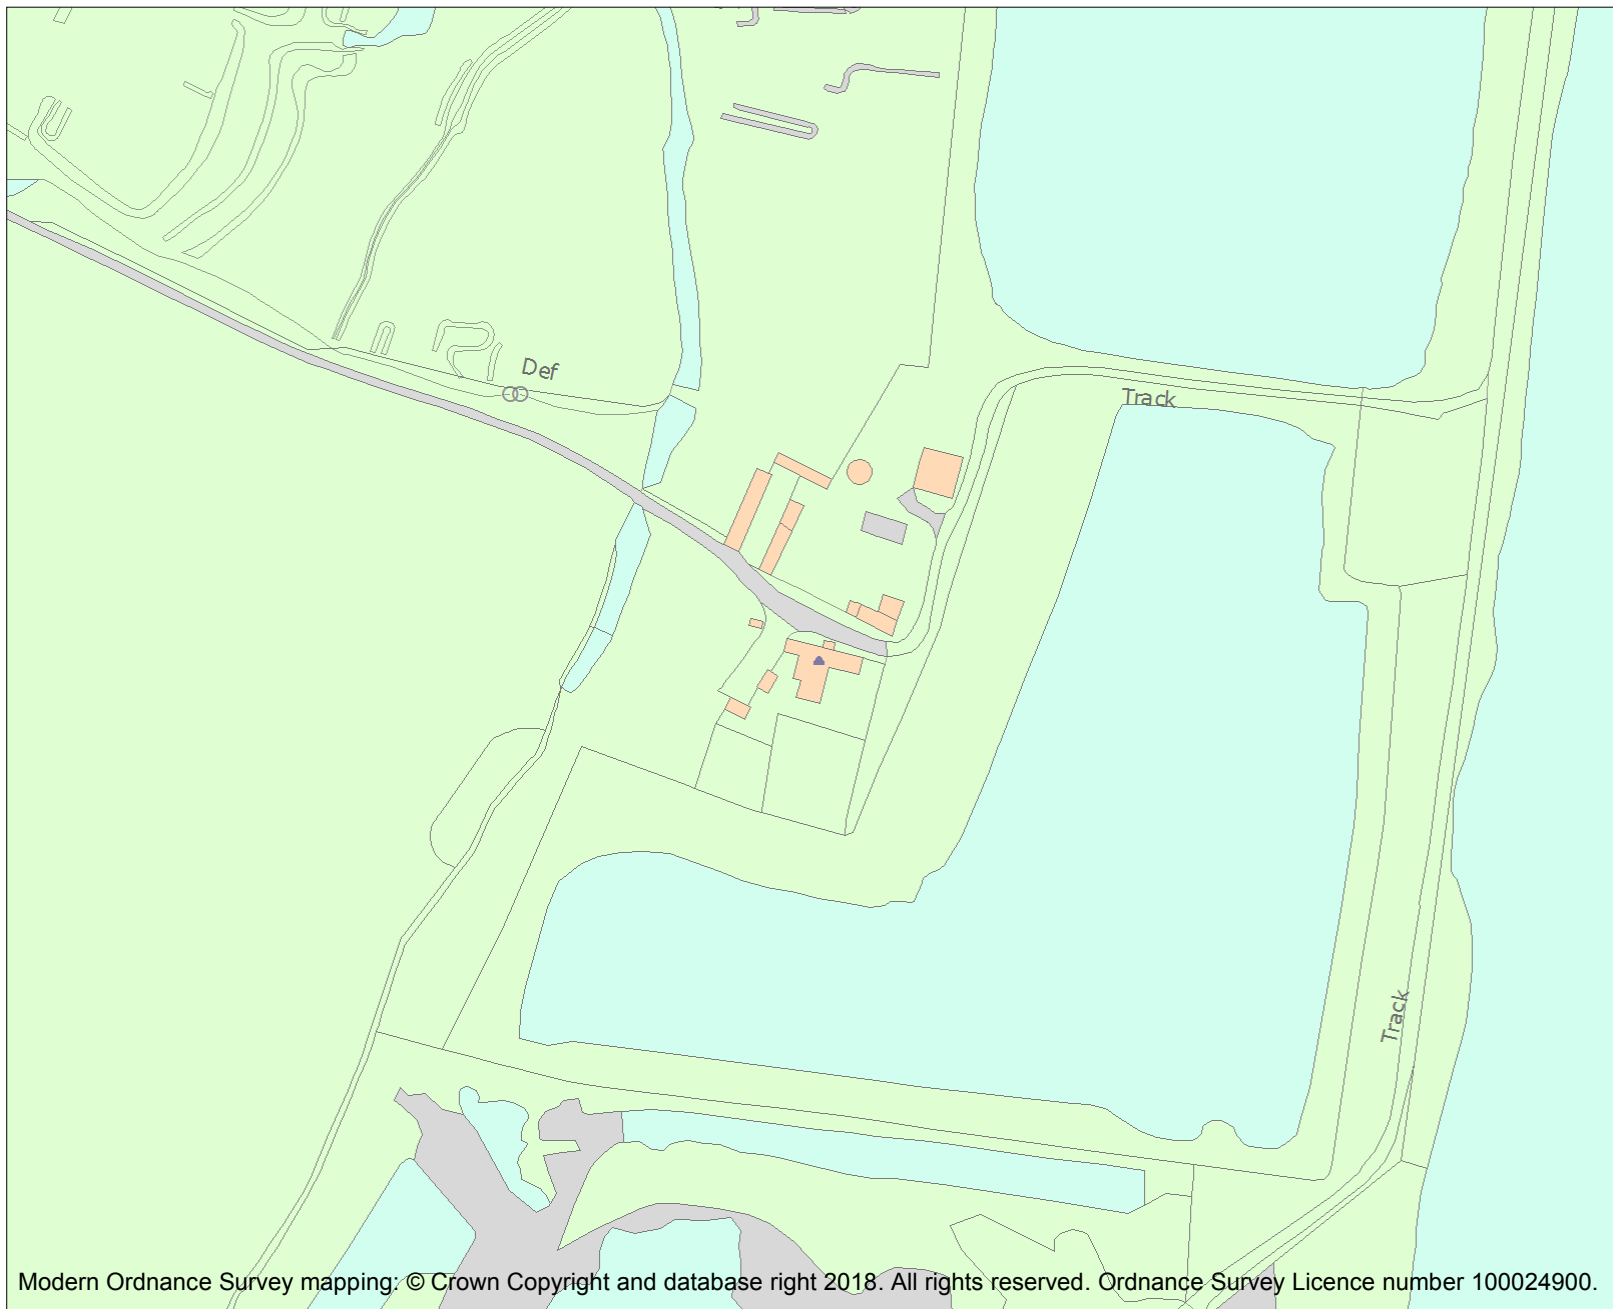 Def
Track
Track
Modern Ordnance Survey mapping: © Crown Copyright and database right 2018. All rights reserved. Ordnance Survey Licence number 100024900.